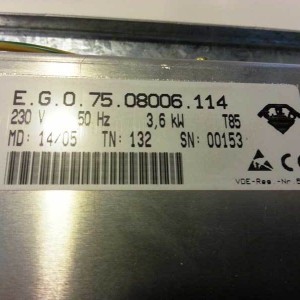 E.G.O.75.08006.114
230 V 50 Hz 3,6 kW T85
MD: 14/05 TN: 132 SN: 00153
CE
VDE-Reg.-Nr.